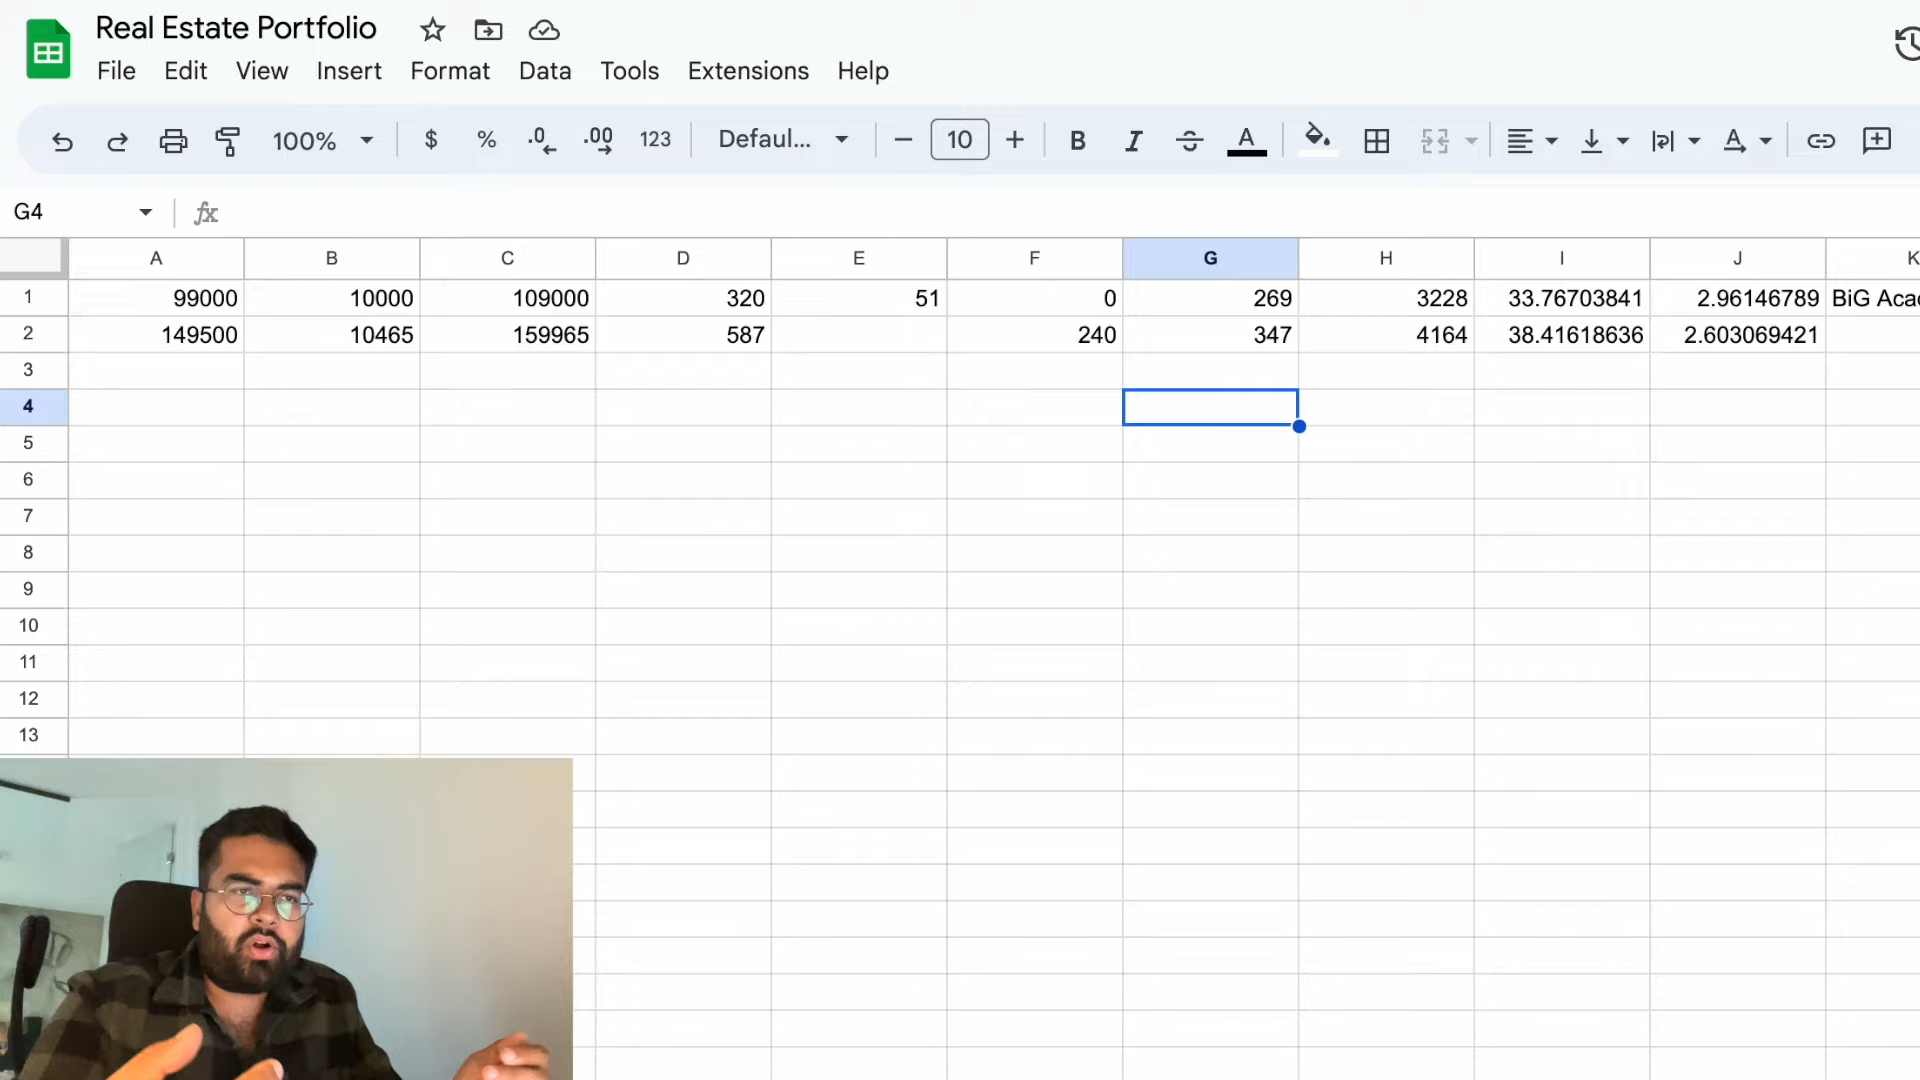 Real Estate Portfolio
File Edit View Insert Format Data Tools Extensions Help
100% $ % .0 .00 123 Defaul... − 10 + B I S A A
G4 fx
A B C D E F G H I J K
1 99000 10000 109000 320 51 0 269 3228 33.76703841 2.96146789 BiG Aca
2 149500 10465 159965 587 240 347 4164 38.41618636 2.603069421
3
4
5
6
7
8
9
10
11
12
13